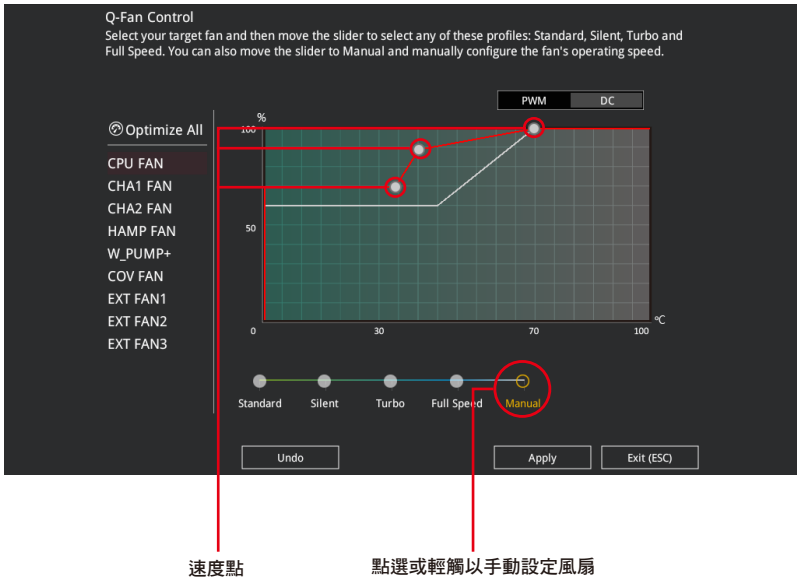 Q-Fan Control
Select your target fan and then move the slider to select any of these profiles: Standard, Silent, Turbo and
Full Speed. You can also move the slider to Manual and manually configure the fan's operating speed.
PWM DC
Optimize All
CPU FAN
CHA1 FAN
CHA2 FAN
HAMP FAN
W_PUMP+
COV FAN
EXT FAN1
EXT FAN2
EXT FAN3
%
100
50
0 30 70 100 ºC
Standard Silent Turbo Full Speed Manual
Undo Apply Exit (ESC)
速度點 點選或輕觸以手動設定風扇